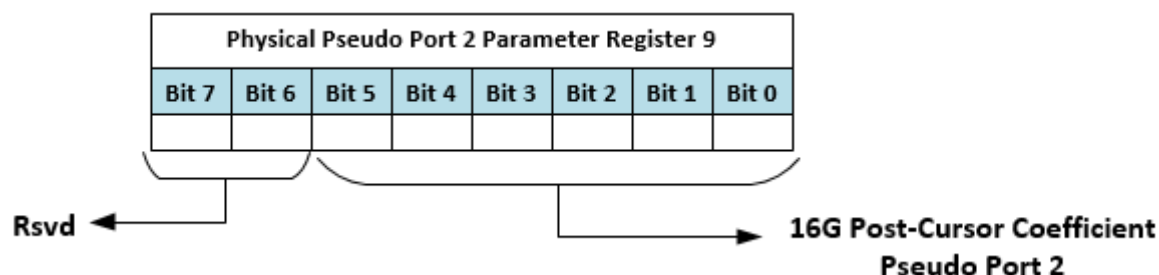 Physical Pseudo Port 2 Parameter Register 9
Bit 7 Bit 6 Bit 5 Bit 4 Bit 3 Bit 2 Bit 1 Bit 0
Rsvd
16G Post-Cursor Coefficient
Pseudo Port 2